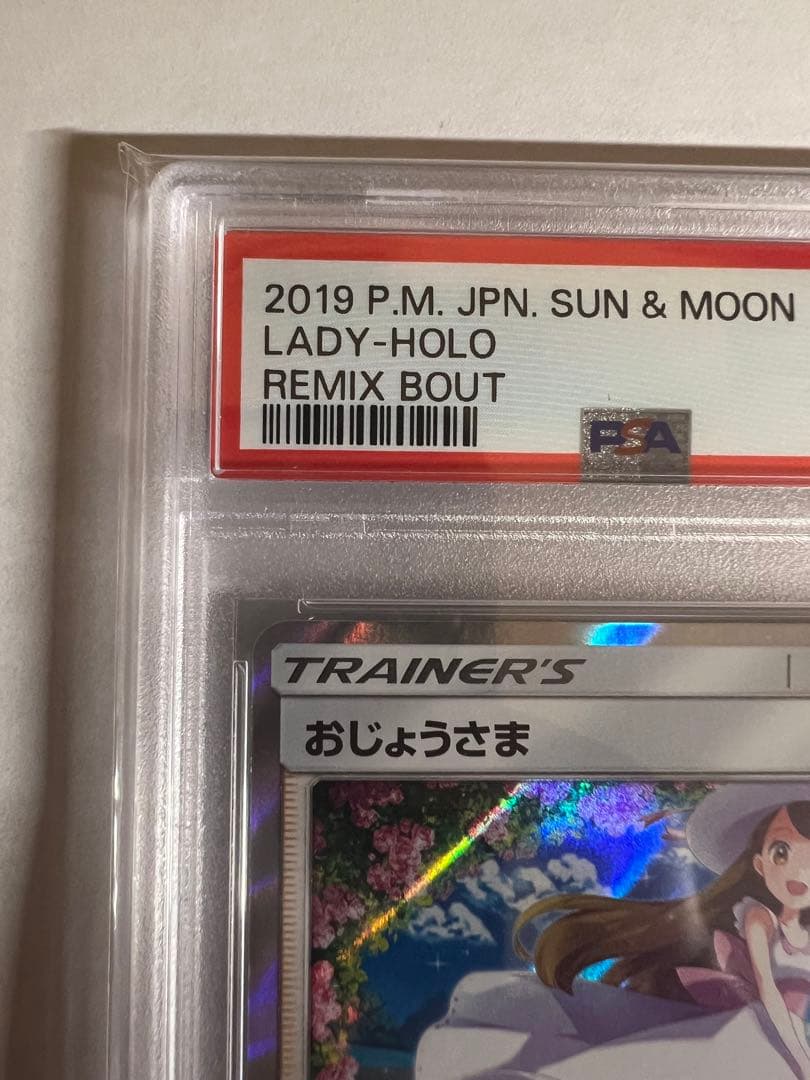 2019 P.M. JPN. SUN & MOON
LADY-HOLO
REMIX BOUT
PSA
TRAINER'S
おじょうさま